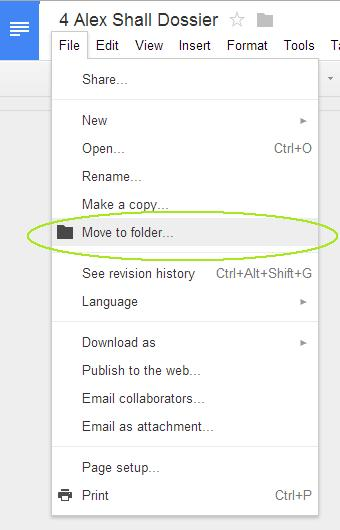 4 Alex Shall Dossier
File Edit View Insert Format Tools
Share...
New
Open... Ctrl+O
Rename...
Make a copy...
Move to folder...
See revision history Ctrl+Alt+Shift+G
Language
Download as
Publish to the web...
Email collaborators...
Email as attachment...
Page setup...
Print Ctrl+P